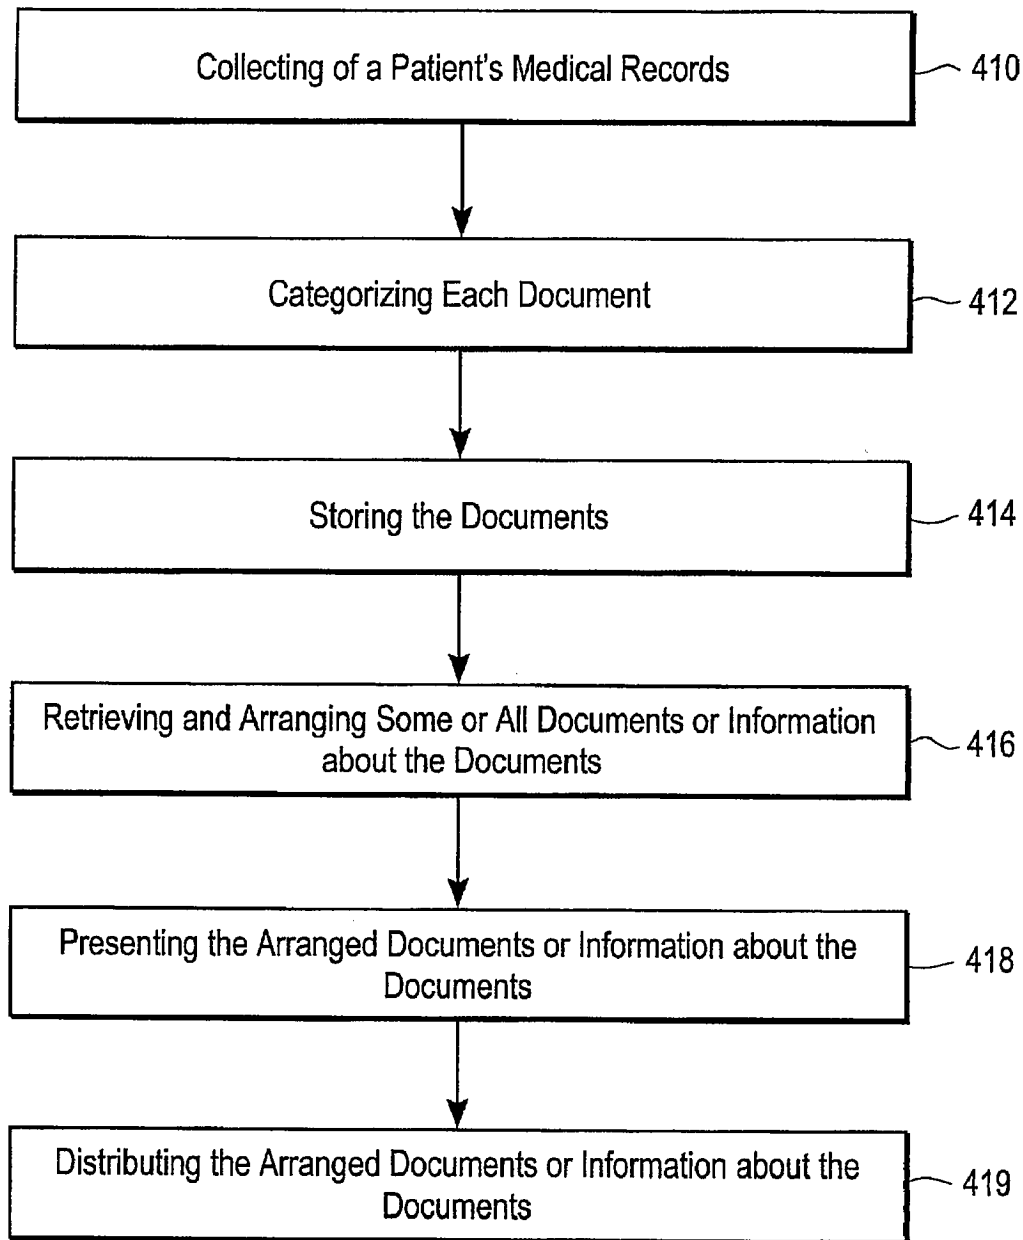 Collecting of a Patient's Medical Records
410
Categorizing Each Document
412
Storing the Documents
414
Retrieving and Arranging Some or All Documents or Information
about the Documents
416
Presenting the Arranged Documents or Information about the
Documents
418
Distributing the Arranged Documents or Information about the
Documents
419